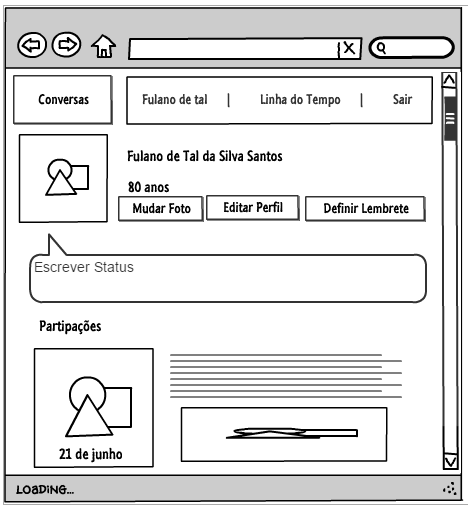 Conversas
Fulano de tal | Linha do Tempo | Sair
Fulano de Tal da Silva Santos
80 anos
Mudar Foto
Editar Perfil
Definir Lembrete
Escrever Status
Partipações
21 de junho
LOADING...